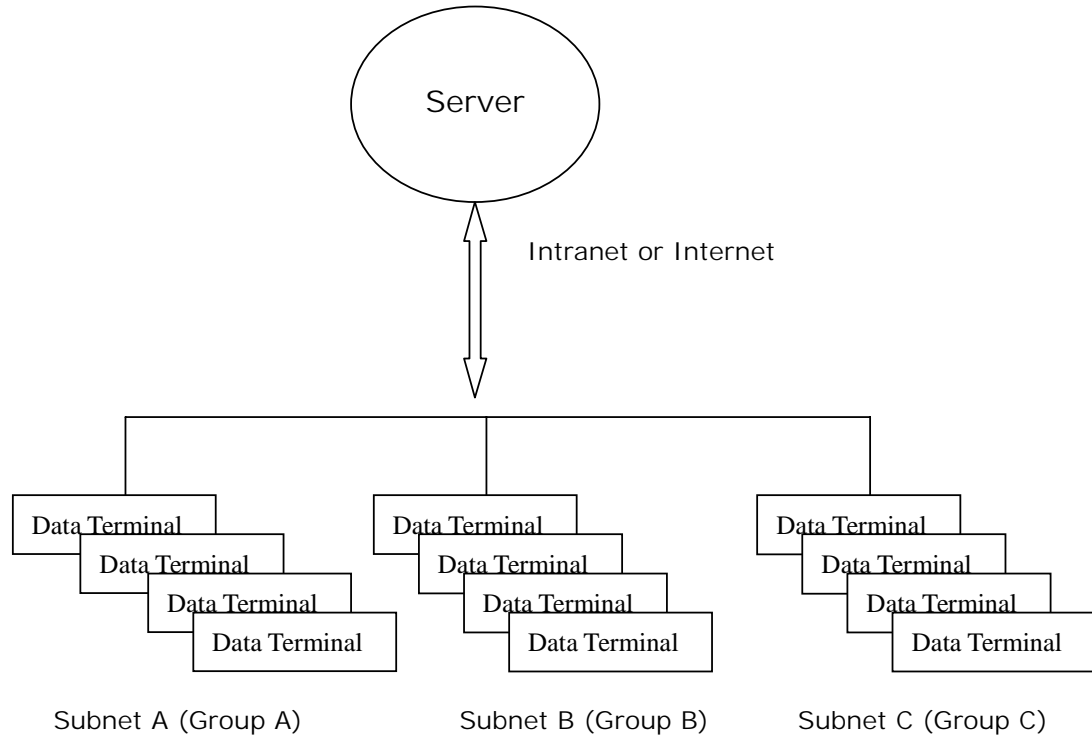 Server
Intranet or Internet
Data Terminal
Data Terminal
Data Terminal
Data Terminal
Data Terminal
Data Terminal
Data Terminal
Data Terminal
Data Terminal
Data Terminal
Data Terminal
Data Terminal
Subnet A (Group A)
Subnet B (Group B)
Subnet C (Group C)